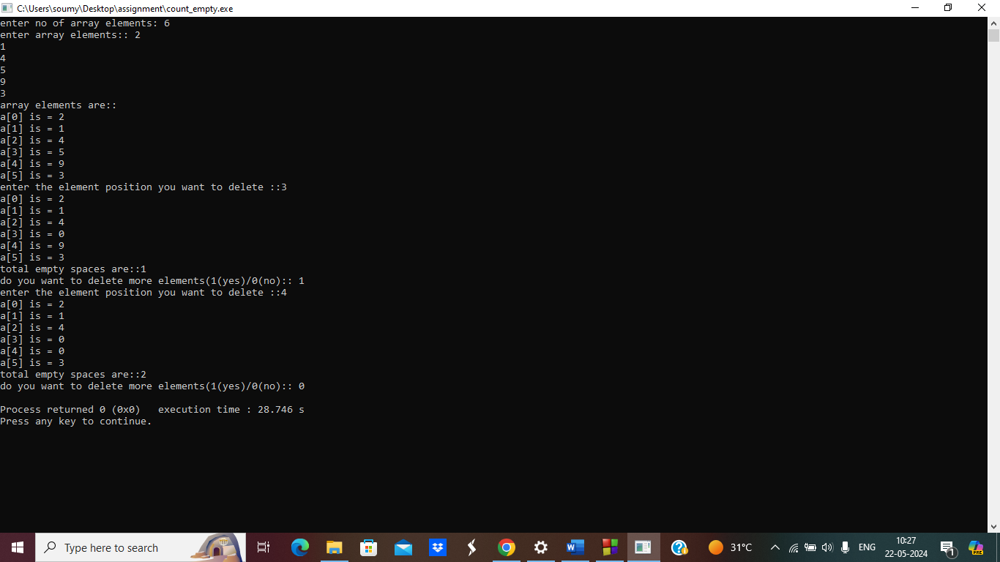 C:\Users\soumy\Desktop\assignment\count_empty.exe
enter no of array elements: 6
enter array elements:: 2
1
4
5
9
3
array elements are::
a[0] is = 2
a[1] is = 1
a[2] is = 4
a[3] is = 5
a[4] is = 9
a[5] is = 3
enter the element position you want to delete ::3
a[0] is = 2
a[1] is = 1
a[2] is = 4
a[3] is = 0
a[4] is = 9
a[5] is = 3
total empty spaces are::1
do you want to delete more elements(1(yes)/0(no):: 1
enter the element position you want to delete ::4
a[0] is = 2
a[1] is = 1
a[2] is = 4
a[3] is = 0
a[4] is = 0
a[5] is = 3
total empty spaces are::2
do you want to delete more elements(1(yes)/0(no):: 0
Process returned 0 (0x0)   execution time : 28.746 s
Press any key to continue.
Type here to search
31°C
ENG
10:27
22-05-2024
1
PRE